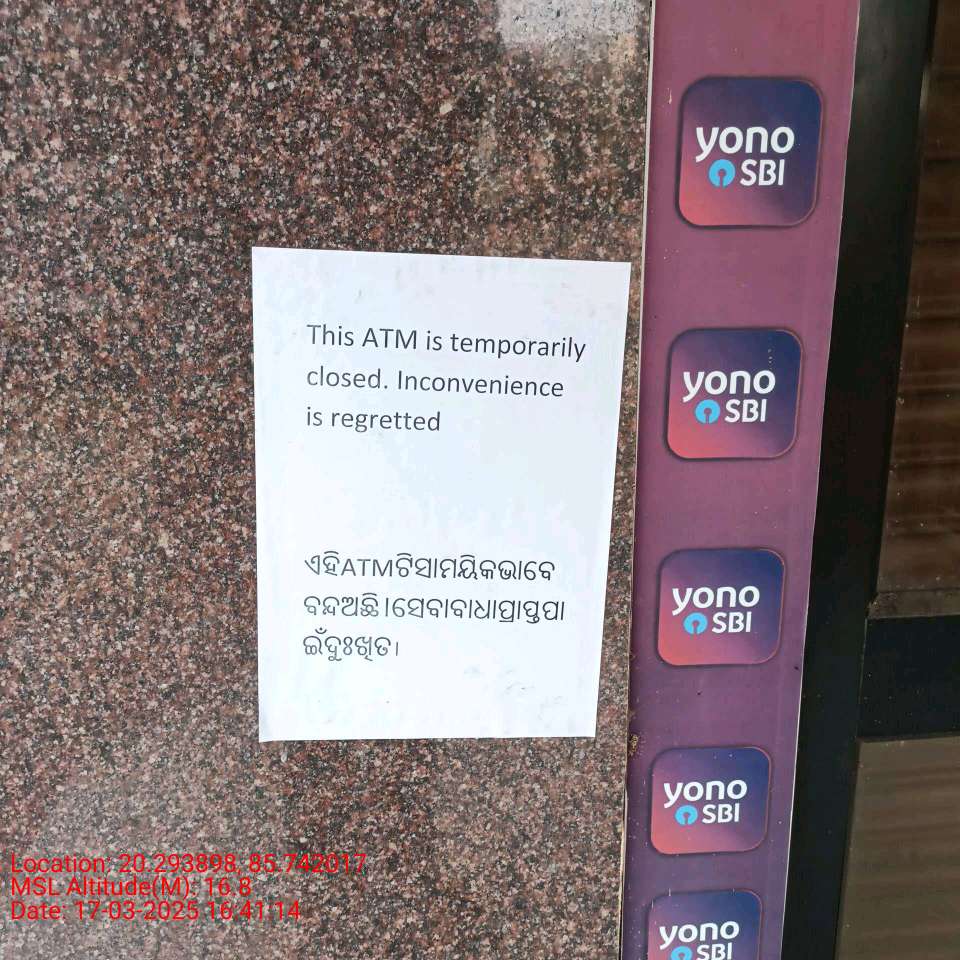 This ATM is temporarily
closed. Inconvenience
is regretted
ଏହିATMଟିସାମୟିକଭାବେ
ବନ୍ଦଅଛି।ସେବାବାଧାପ୍ରାପ୍ତପା
ଇଁଦୁଃଖିତ।
yono
SBI
yono
SBI
yono
SBI
yono
SBI
yono
SBI
Location: 20.293898, 85.742017
MSL Altitude(M): 16.8
Date: 17-03-2025 16:41:14